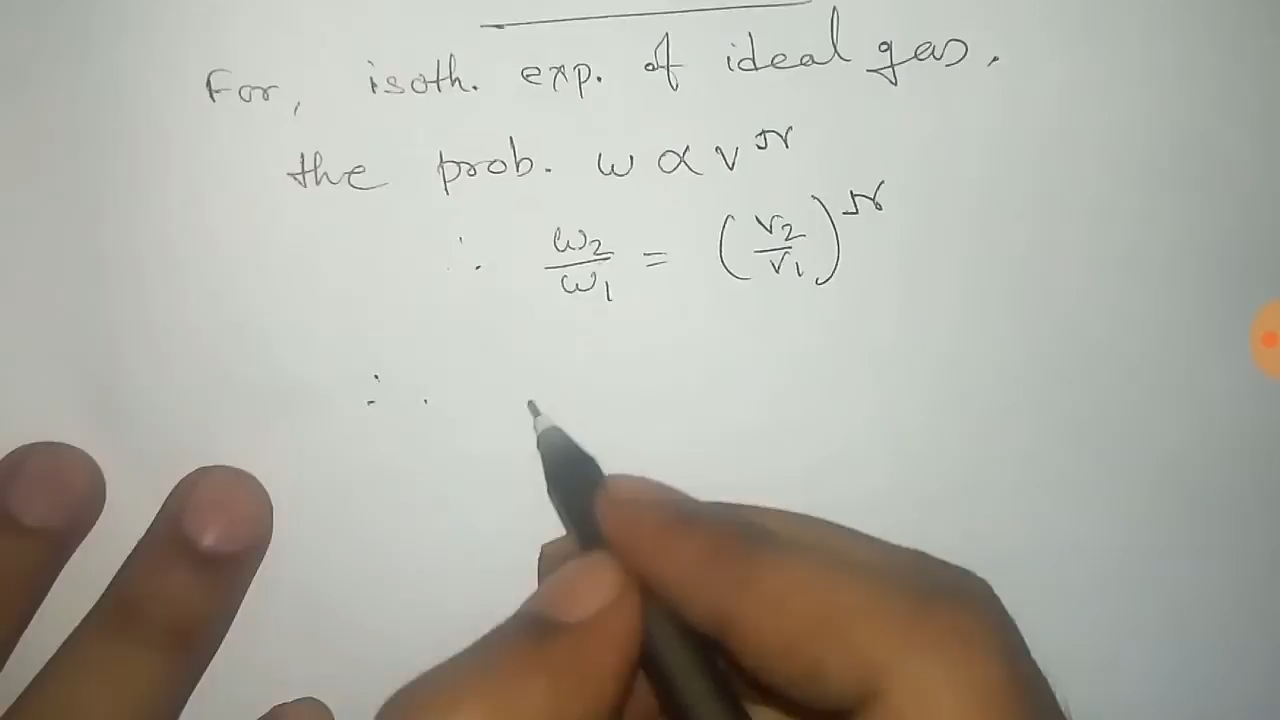 For, isoth. exp. of ideal gas,
the prob. ω ∝ V^N
∴ ω₂/ω₁ = (V₂/V₁)^N
∴